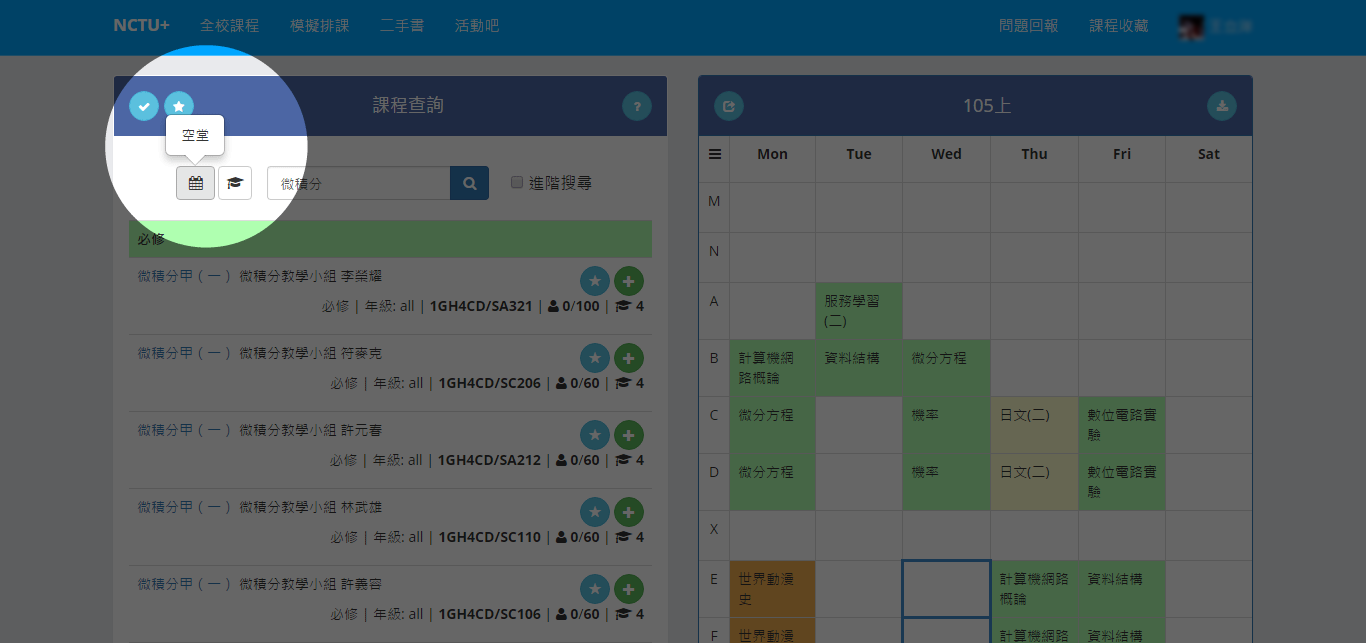 NCTU+ 全校課程 模擬排課 二手書 活動吧 問題回報 課程收藏
課程查詢 ?
空堂
微積分 進階搜尋
必修
微積分甲（一） 微積分教學小組 李榮耀
必修 | 年級: all | 1GH4CD/SA321 | 0/100 | 4
微積分甲（一） 微積分教學小組 符麥克
必修 | 年級: all | 1GH4CD/SC206 | 0/60 | 4
微積分甲（一） 微積分教學小組 許元春
必修 | 年級: all | 1GH4CD/SA212 | 0/60 | 4
微積分甲（一） 微積分教學小組 林武雄
必修 | 年級: all | 1GH4CD/SC110 | 0/60 | 4
微積分甲（一） 微積分教學小組 許義容
必修 | 年級: all | 1GH4CD/SC106 | 0/60 | 4
105上
Mon Tue Wed Thu Fri Sat
M
N
A 服務學習
(二)
B 計算機網 資料結構 微分方程
路概論
C 微分方程 機率 日文(二) 數位電路實
驗
D 微分方程 機率 日文(二) 數位電路實
驗
X
E 世界動漫 計算機網路 資料結構
史 概論
F 世界動漫 計算機網路 資料結構